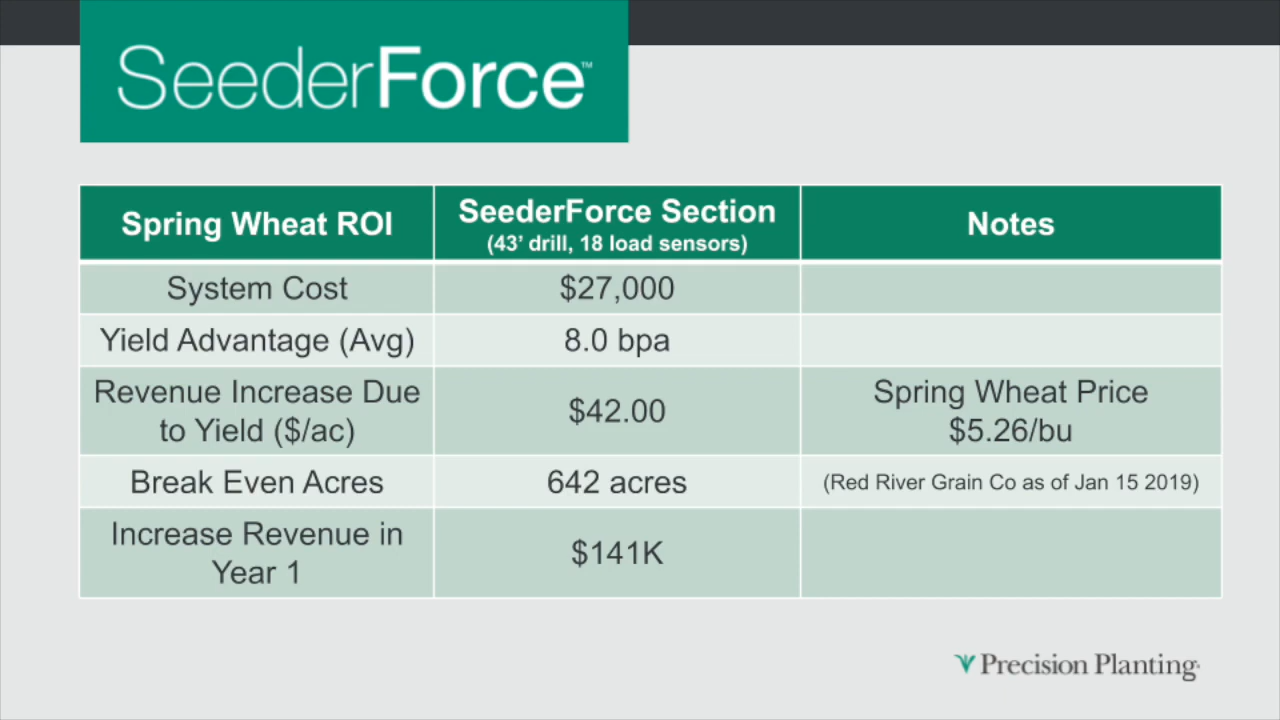 SeederForce™
Spring Wheat ROI
SeederForce Section
(43’ drill, 18 load sensors)
Notes
System Cost
$27,000
Yield Advantage (Avg)
8.0 bpa
Revenue Increase Due
to Yield ($/ac)
$42.00
Spring Wheat Price
$5.26/bu
Break Even Acres
642 acres
(Red River Grain Co as of Jan 15 2019)
Increase Revenue in
Year 1
$141K
Precision Planting